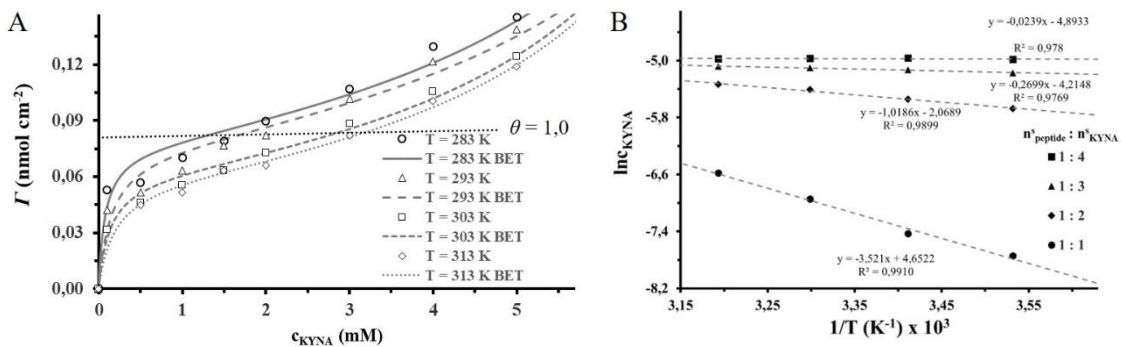 A
Γ (nmol cm⁻²)
0,12
0,09
0,06
0,03
0,00
0
1
2
3
4
5
c_KYNA (mM)
θ = 1,0
T = 283 K
T = 283 K BET
T = 293 K
T = 293 K BET
T = 303 K
T = 303 K BET
T = 313 K
T = 313 K BET
B
lnc_KYNA
-5,0
-5,8
-6,6
-7,4
-8,2
3,15
3,25
3,35
3,45
3,55
1/T (K⁻¹) x 10³
y = -0,0239x - 4,8933
R² = 0,978
y = -0,2699x - 4,2148
R² = 0,9769
y = -1,0186x - 2,0689
R² = 0,9899
nˢpeptide : nˢKYNA
1 : 4
1 : 3
1 : 2
1 : 1
y = -3,521x + 4,6522
R² = 0,9910